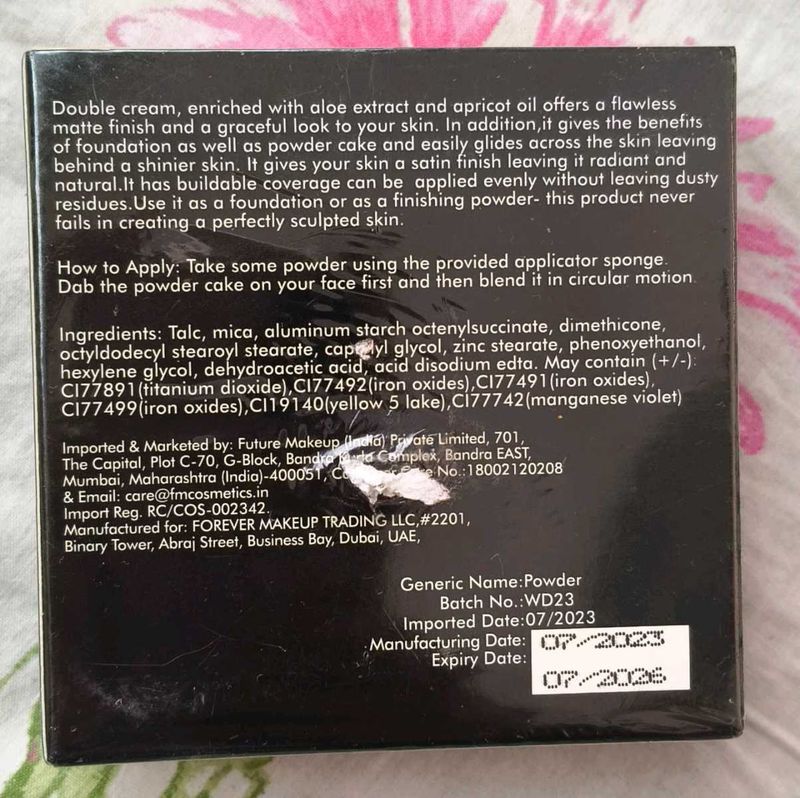 Double cream, enriched with aloe extract and apricot oil offers a flawless
matte finish and a graceful look to your skin. In addition,it gives the benefits
of foundation as well as powder cake and easily glides across the skin leaving
behind a shinier skin. It gives your skin a satin finish leaving it radiant and
natural.It has buildable coverage can be applied evenly without leaving dusty
residues.Use it as a foundation or as a finishing powder- this product never
fails in creating a perfectly sculpted skin.
How to Apply: Take some powder using the provided applicator sponge.
Dab the powder cake on your face first and then blend it in circular motion
Ingredients: Talc, mica, aluminum starch octenylsuccinate, dimethicone,
octyldodecyl stearoyl stearate, glycol, zinc stearate, phenoxyethanol,
hexylene glycol, dehydroacetic acid, acid disodium edta. May contain (+/-):
CI77891(titanium dioxide),CI77492(iron oxides),CI77491(iron oxides),
CI77499(iron oxides),CI19140(yellow 5 lake),CI77742(manganese violet)
Imported & Marketed by: Future Makeup (India) Private Limited, 701,
The Capital, Plot C-70, G-Block, Bandra Complex, Bandra EAST,
Mumbai, Maharashtra (India)-400051, No.:18002120208
& Email: care@fmcosmetics.in
Import Reg. RC/COS-002342.
Manufactured for: FOREVER MAKEUP TRADING LLC,#2201,
Binary Tower, Abraj Street, Business Bay, Dubai, UAE,
Generic Name:Powder
Batch No.:WD23
Imported Date:07/2023
Manufacturing Date: 07/2023
Expiry Date: 07/2026